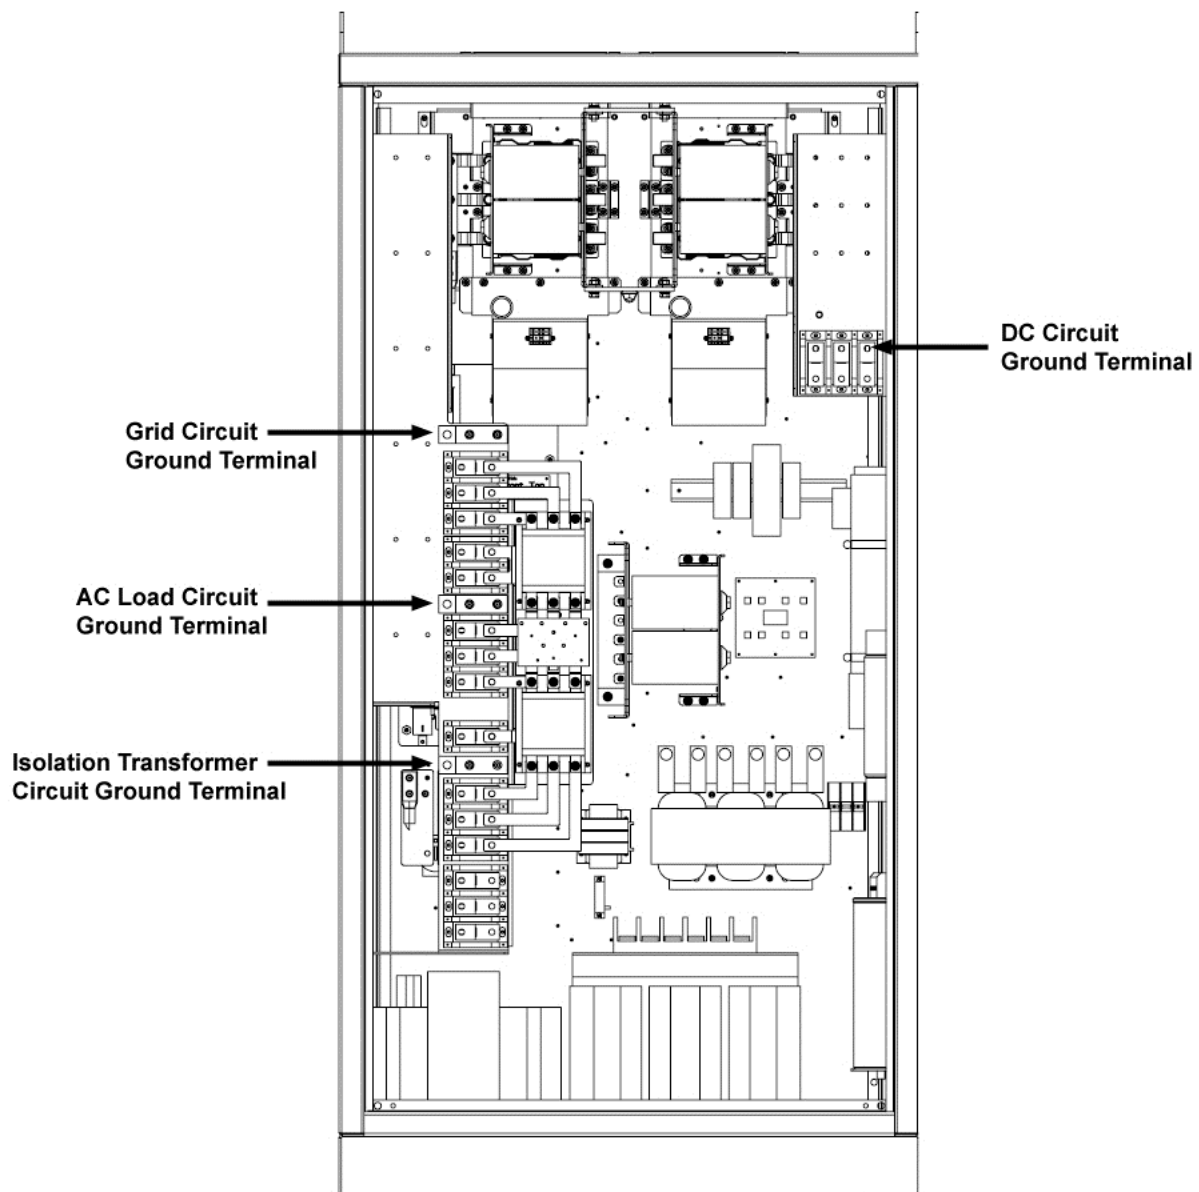 DC Circuit
Ground Terminal
Grid Circuit
Ground Terminal
AC Load Circuit
Ground Terminal
Isolation Transformer
Circuit Ground Terminal